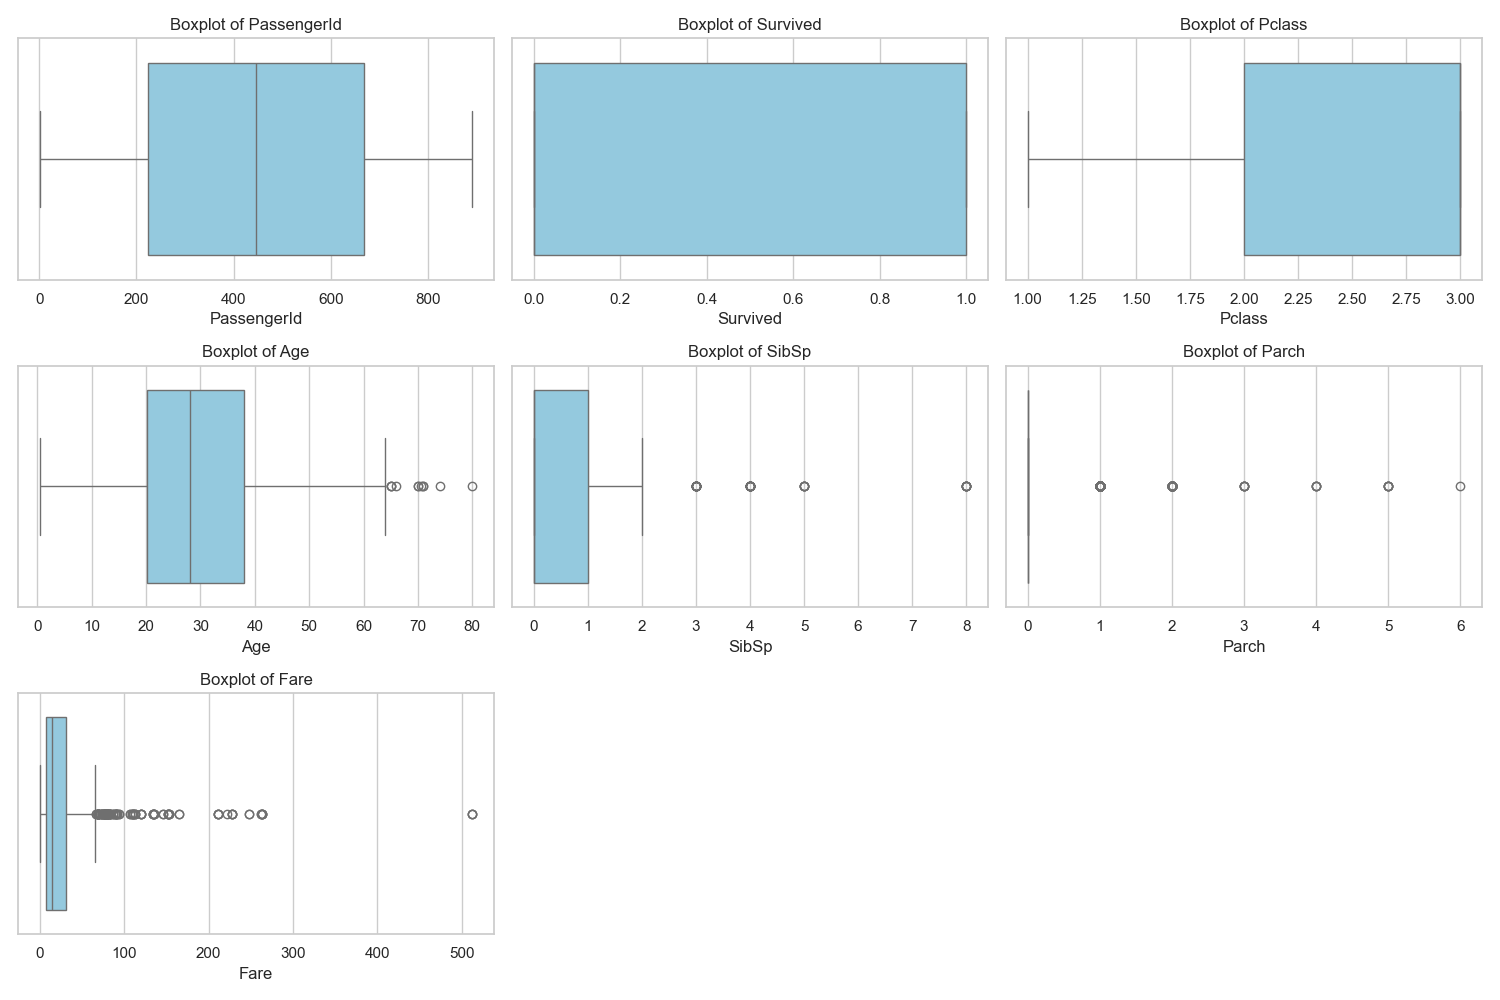 Boxplot of PassengerId
0 200 400 600 800
PassengerId
Boxplot of Survived
0.0 0.2 0.4 0.6 0.8 1.0
Survived
Boxplot of Pclass
1.00 1.25 1.50 1.75 2.00 2.25 2.50 2.75 3.00
Pclass
Boxplot of Age
0 10 20 30 40 50 60 70 80
Age
Boxplot of SibSp
0 1 2 3 4 5 6 7 8
SibSp
Boxplot of Parch
0 1 2 3 4 5 6
Parch
Boxplot of Fare
0 100 200 300 400 500
Fare